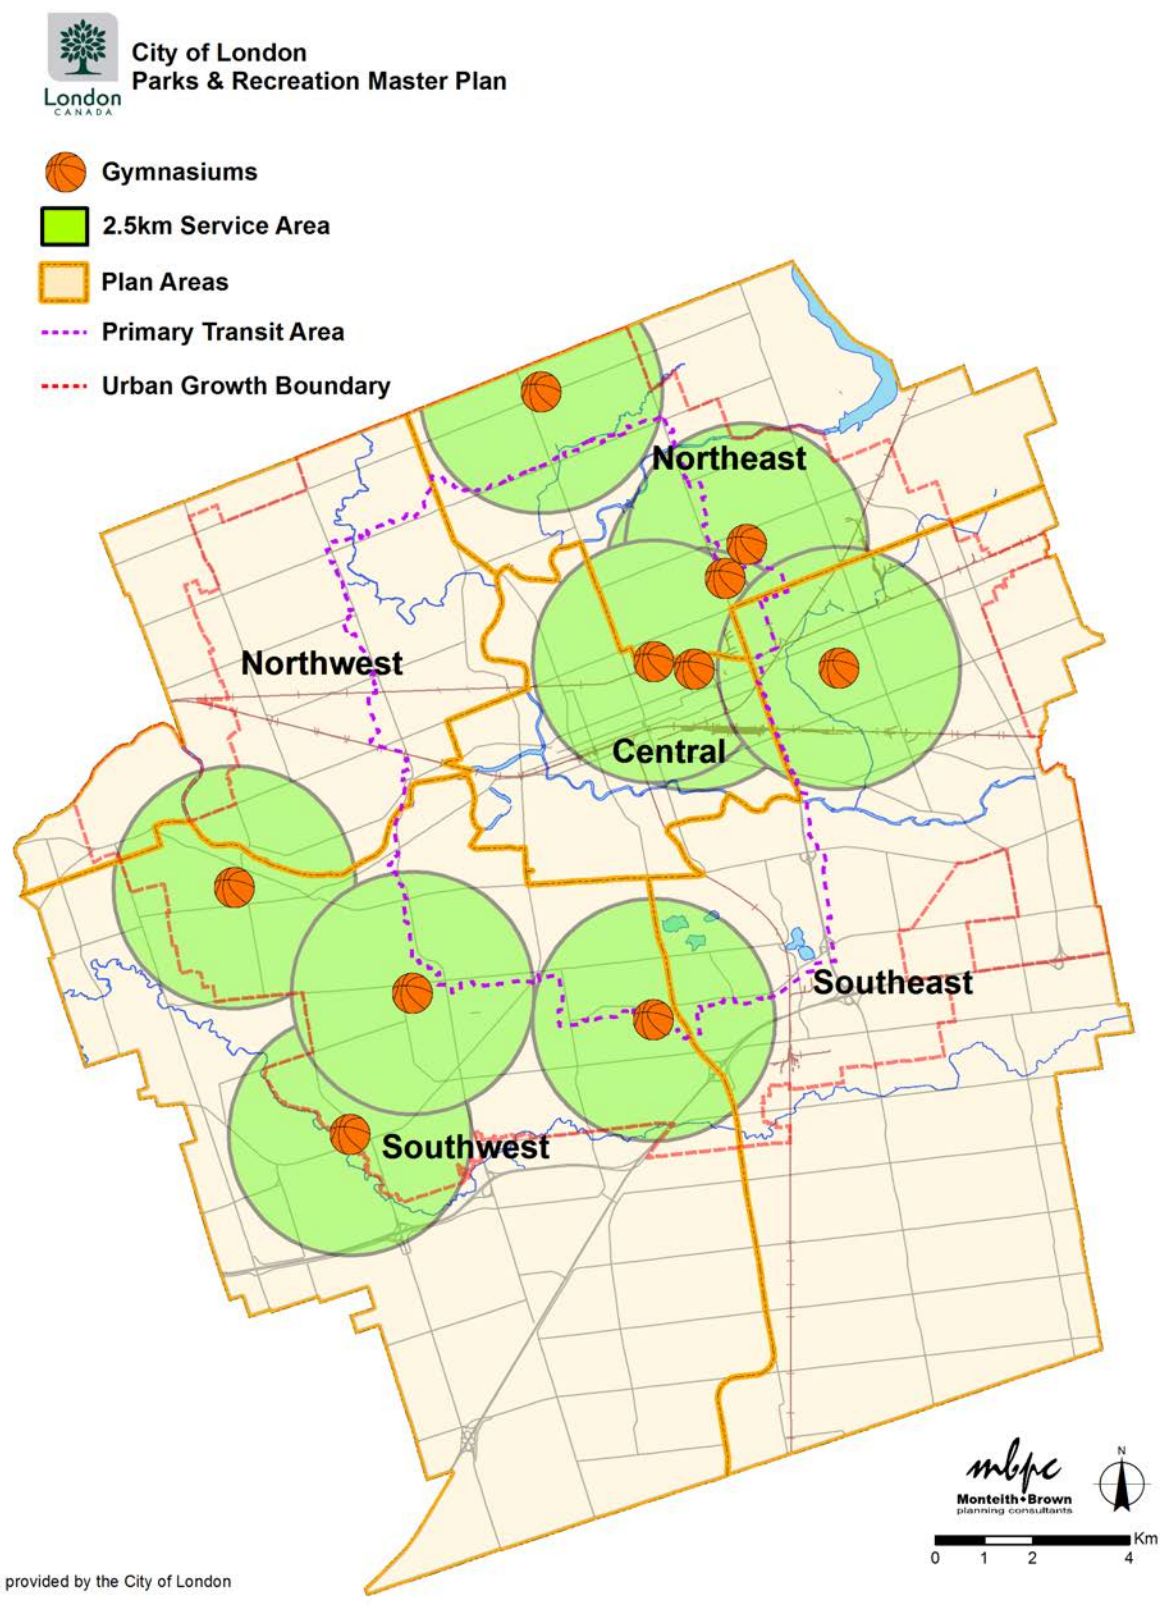 City of London
Parks & Recreation Master Plan
London
CANADA
Gymnasiums
2.5km Service Area
Plan Areas
Primary Transit Area
Urban Growth Boundary
Northeast
Northwest
Central
Southeast
Southwest
mbpc
Monteith+Brown
planning consultants
N
Km
0 1 2 4
provided by the City of London